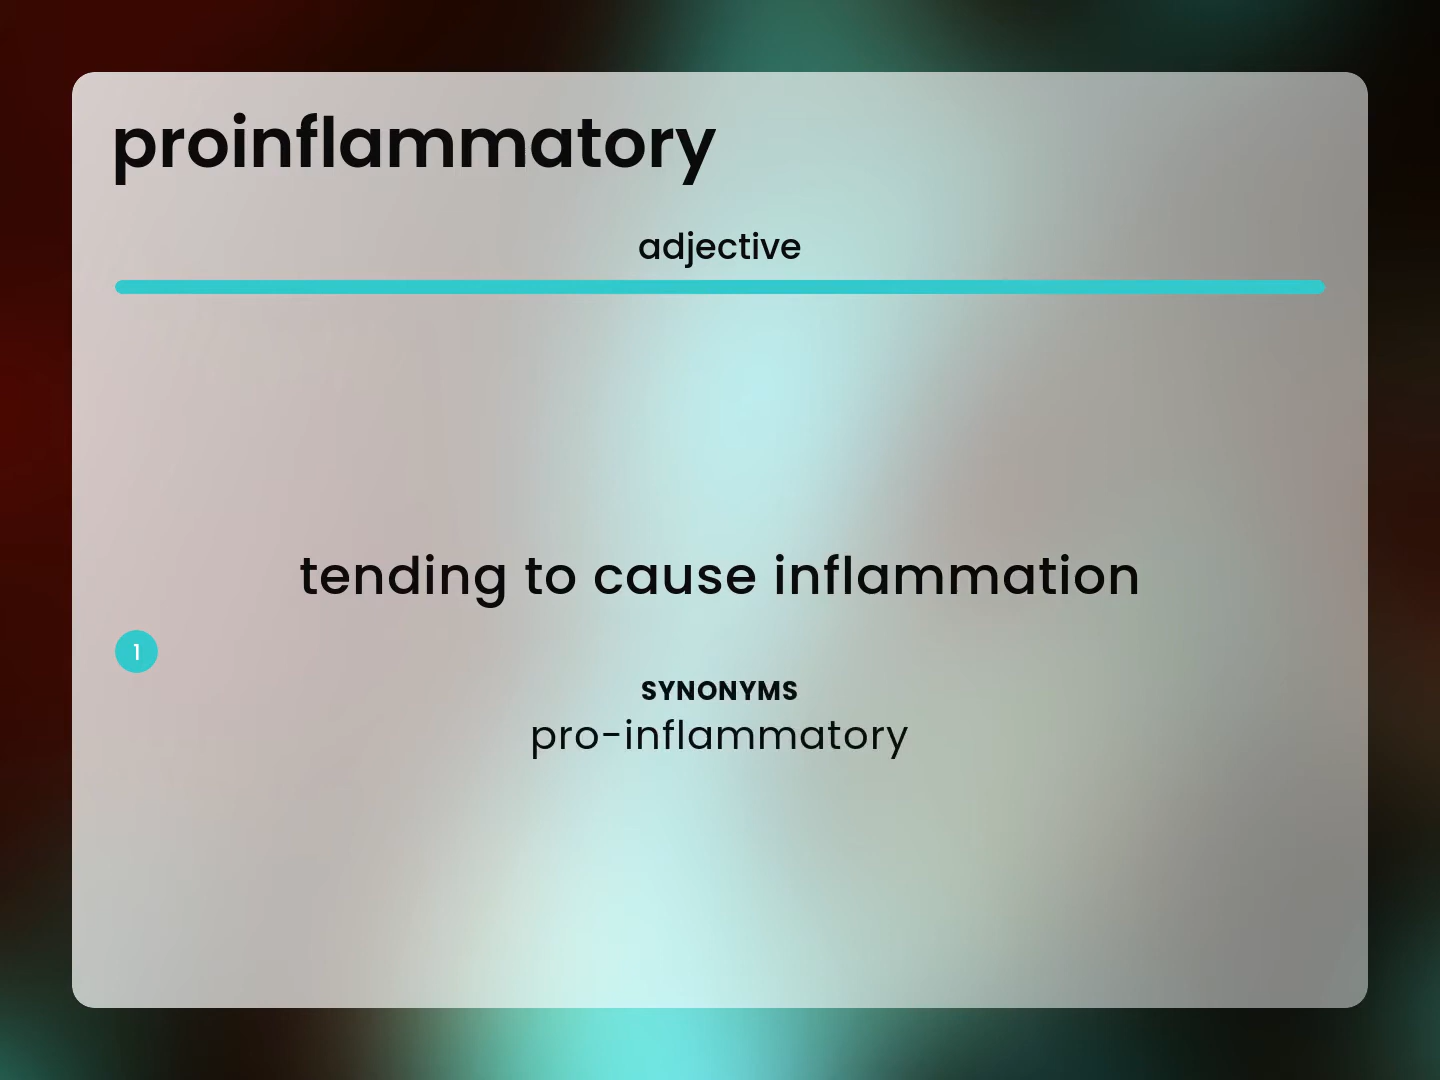 proinflammatory
adjective
tending to cause inflammation
1
SYNONYMS
pro-inflammatory